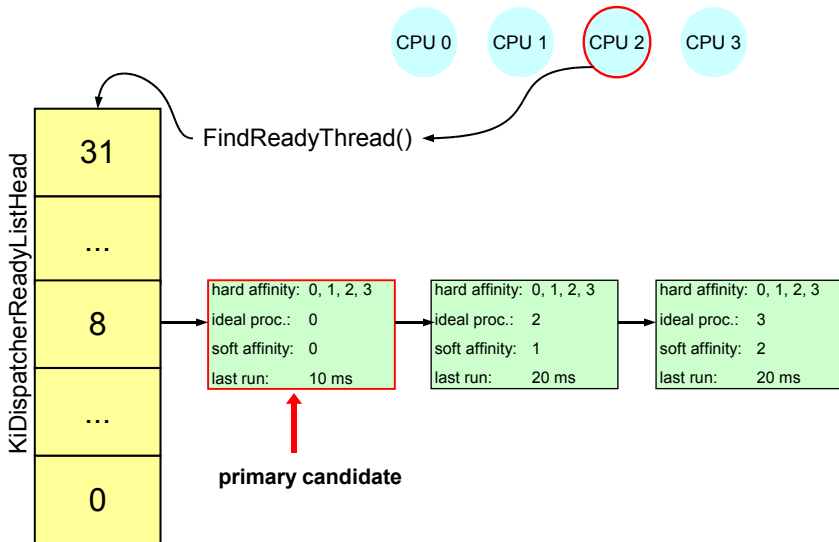 CPU 0
CPU 1
CPU 2
CPU 3
FindReadyThread()
KiDispatcherReadyListHead
31
...
8
...
0
hard affinity: 0, 1, 2, 3
ideal proc.: 0
soft affinity: 0
last run: 10 ms
hard affinity: 0, 1, 2, 3
ideal proc.: 2
soft affinity: 1
last run: 20 ms
hard affinity: 0, 1, 2, 3
ideal proc.: 3
soft affinity: 2
last run: 20 ms
primary candidate